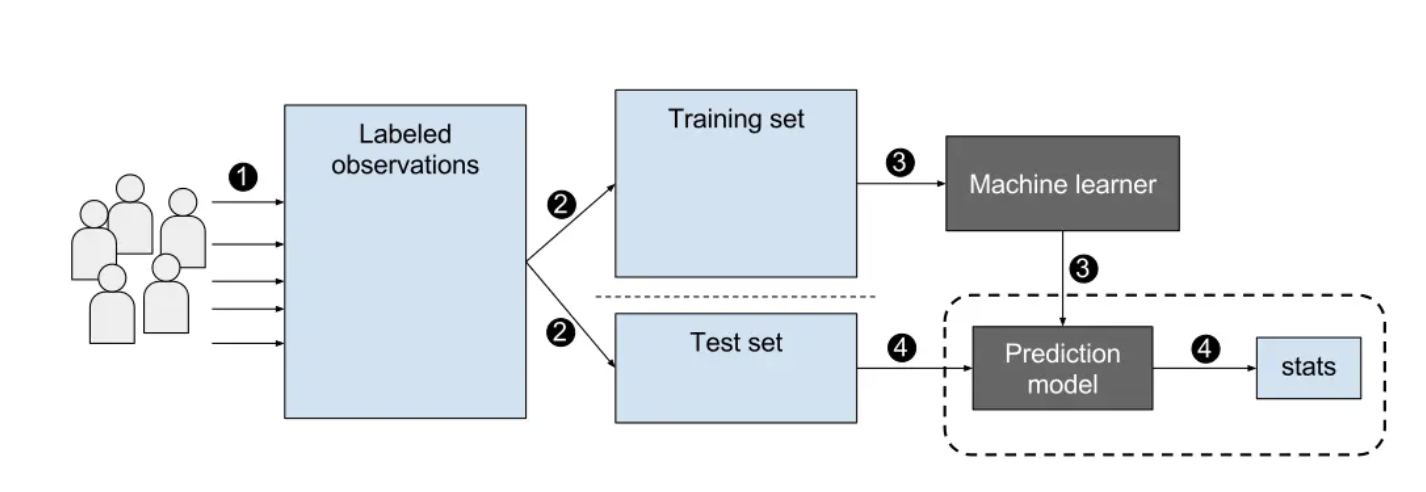 1
Labeled
observations
2
2
Training set
Test set
3
Machine learner
3
4
Prediction
model
4
stats